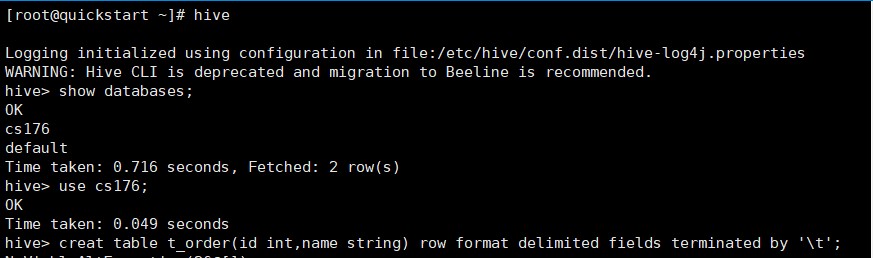 [root@quickstart ~]# hive
Logging initialized using configuration in file:/etc/hive/conf.dist/hive-log4j.properties
WARNING: Hive CLI is deprecated and migration to Beeline is recommended.
hive> show databases;
OK
cs176
default
Time taken: 0.716 seconds, Fetched: 2 row(s)
hive> use cs176;
OK
Time taken: 0.049 seconds
hive> creat table t_order(id int,name string) row format delimited fields terminated by '\t';